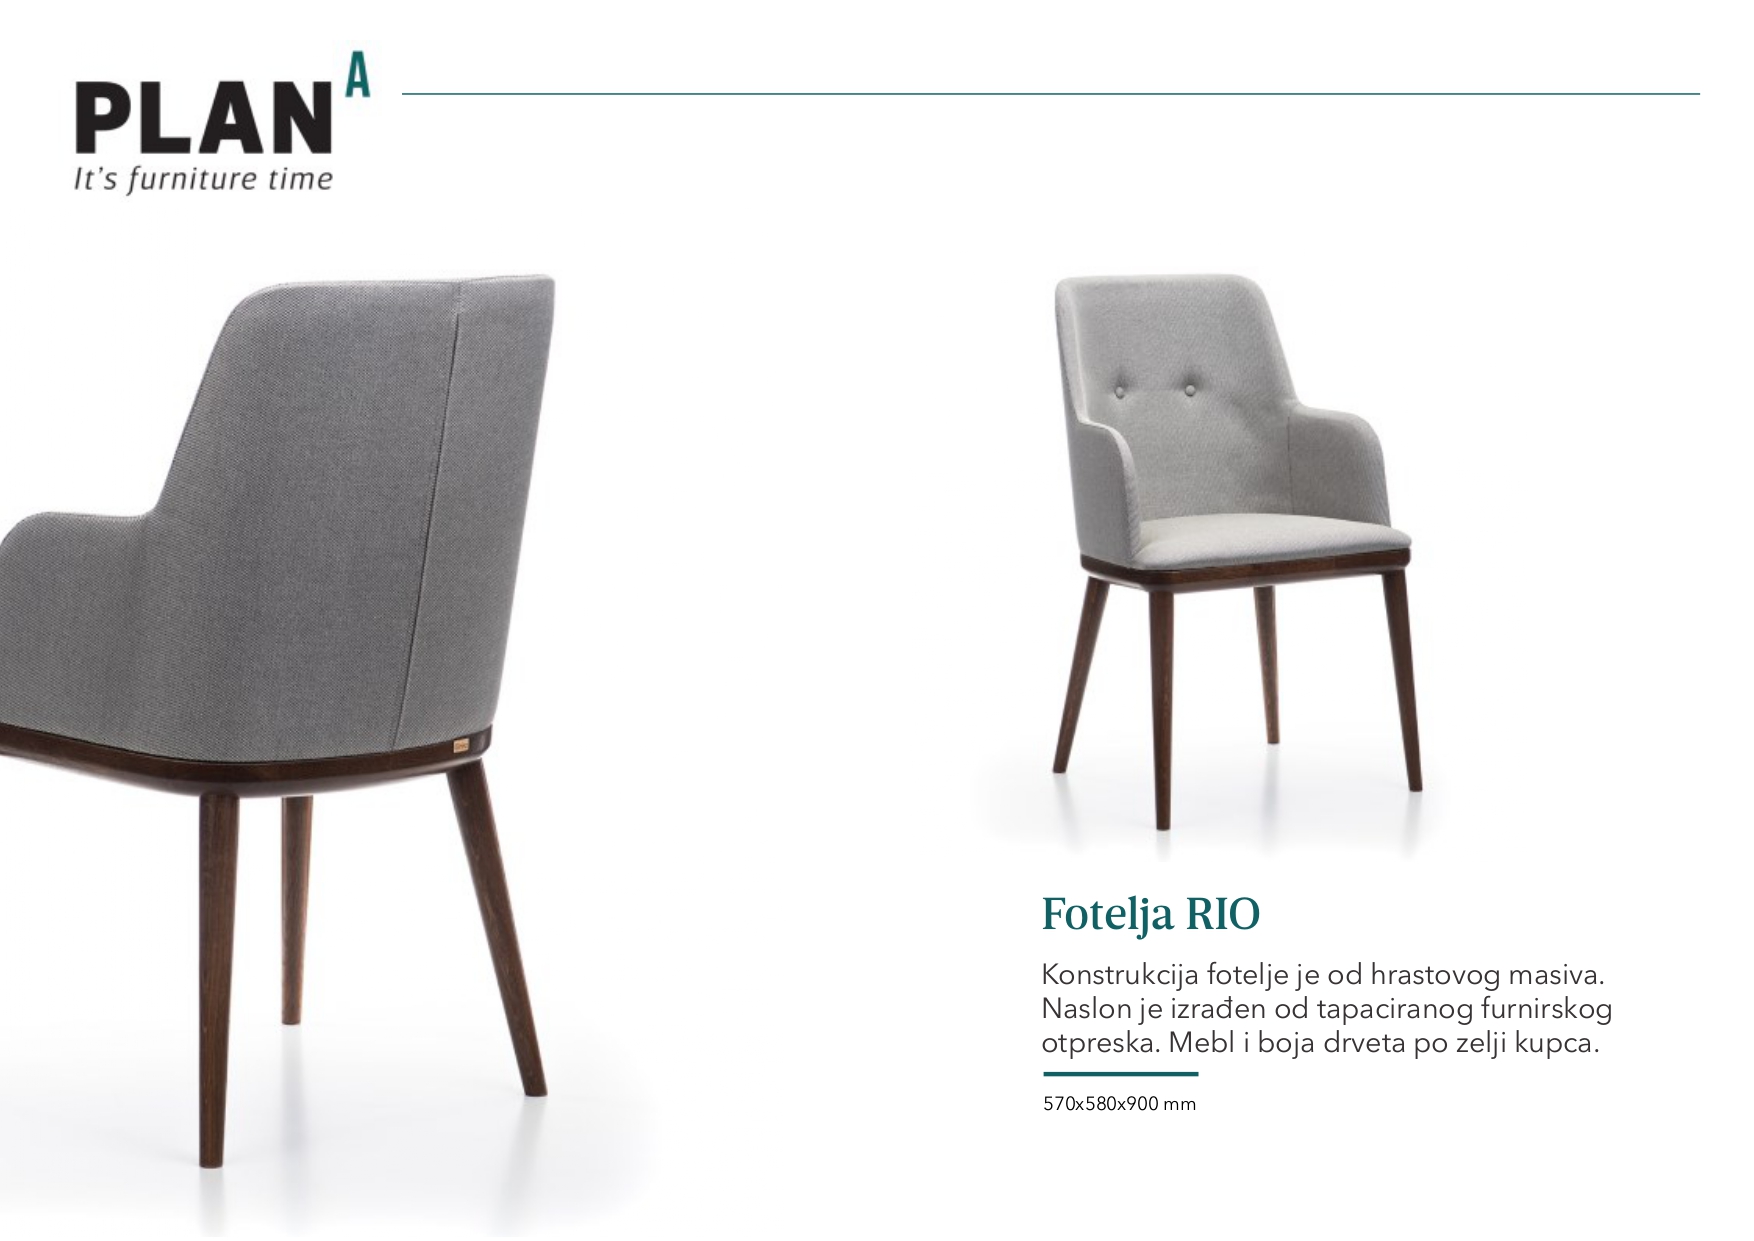 PLAN A
It's furniture time
Fotelja RIO
Konstrukcija fotelje je od hrastovog masiva.
Naslon je izrađen od tapaciranog furnirskog
otpreska. Mebl i boja drveta po zelji kupca.
570x580x900 mm